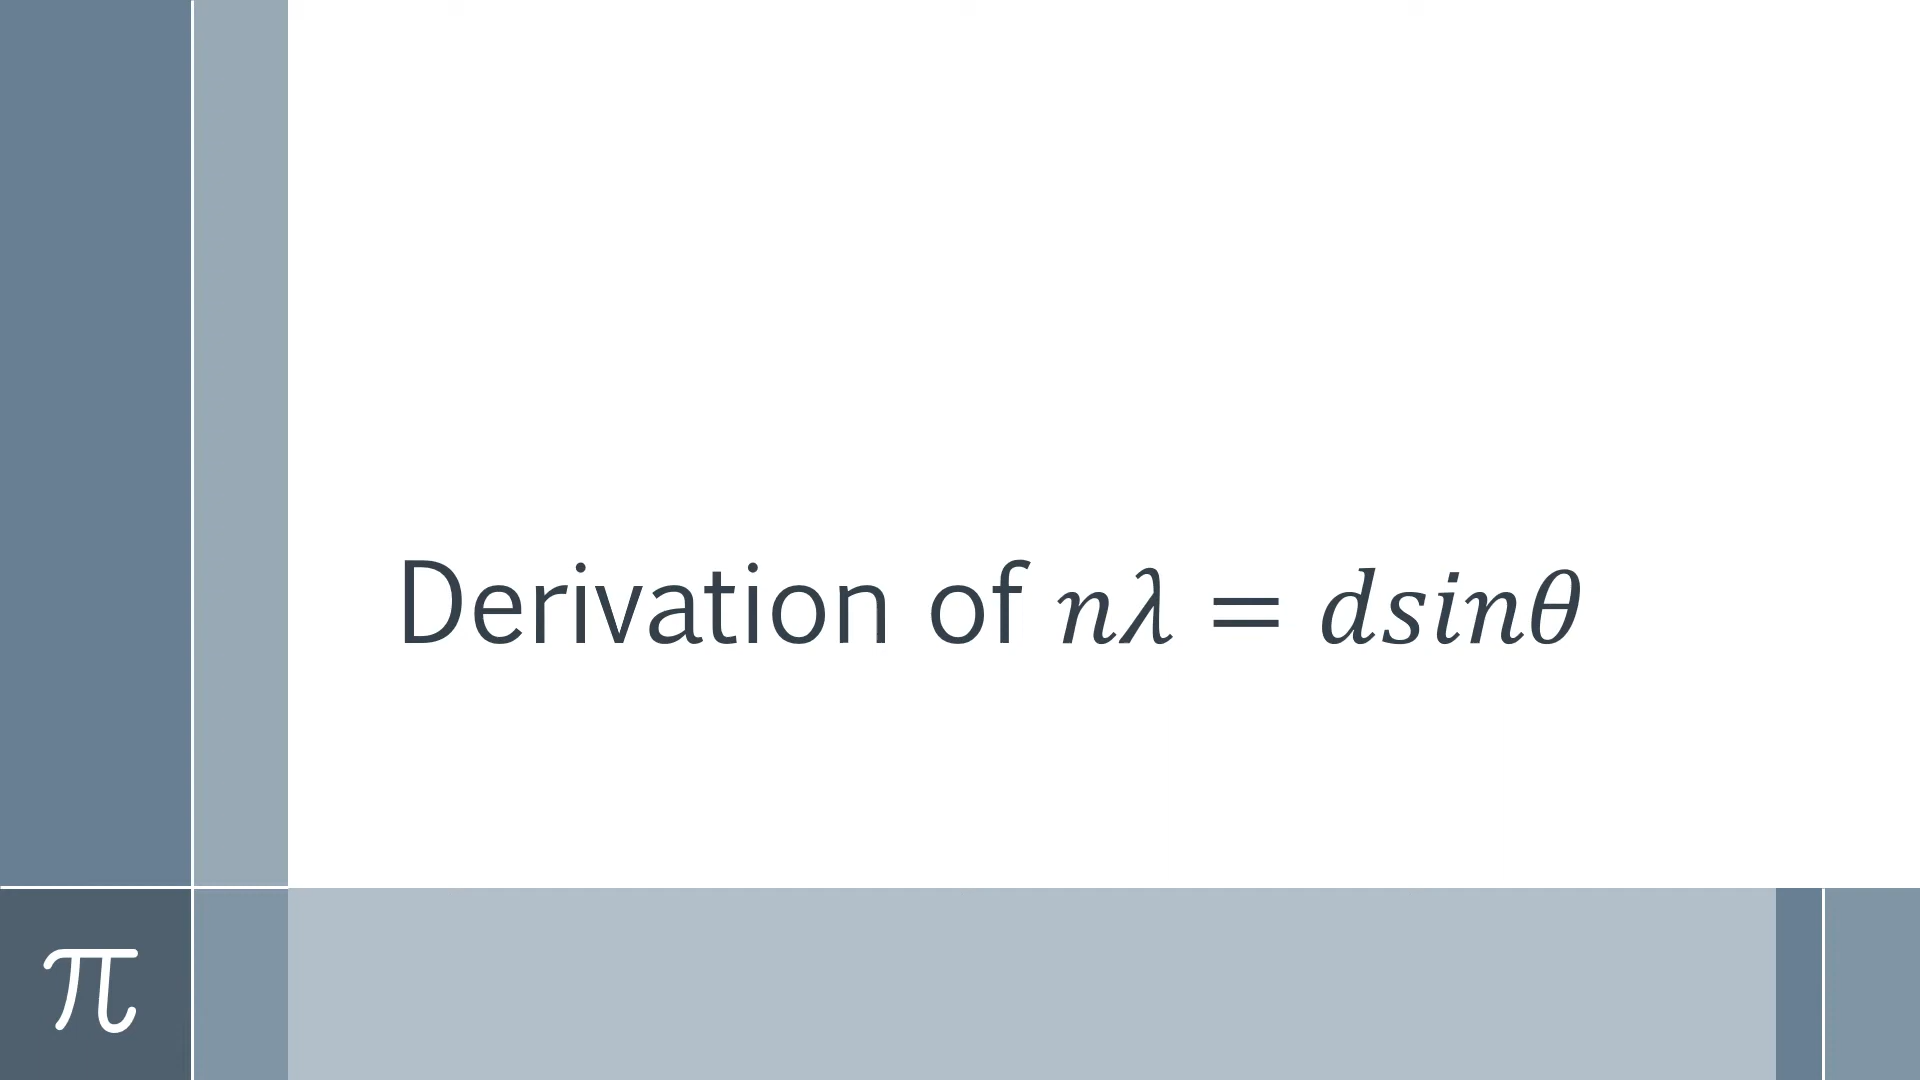 Derivation of 𝑛𝜆 = 𝑑𝑠𝑖𝑛𝜃
π